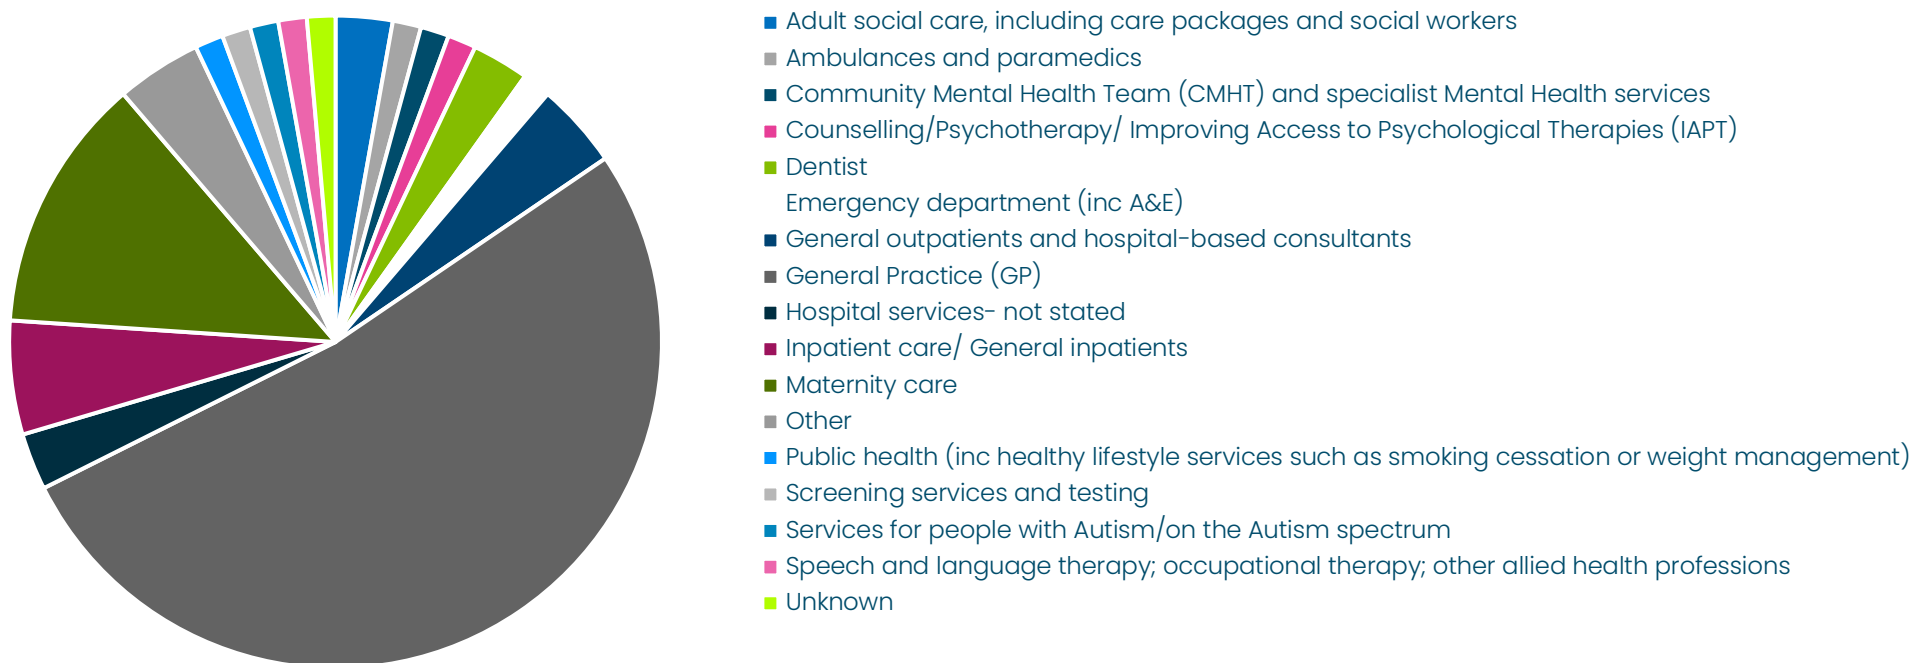 Adult social care, including care packages and social workers
Ambulances and paramedics
Community Mental Health Team (CMHT) and specialist Mental Health services
Counselling/Psychotherapy/ Improving Access to Psychological Therapies (IAPT)
Dentist
Emergency department (inc A&E)
General outpatients and hospital-based consultants
General Practice (GP)
Hospital services- not stated
Inpatient care/ General inpatients
Maternity care
Other
Public health (inc healthy lifestyle services such as smoking cessation or weight management)
Screening services and testing
Services for people with Autism/on the Autism spectrum
Speech and language therapy; occupational therapy; other allied health professions
Unknown